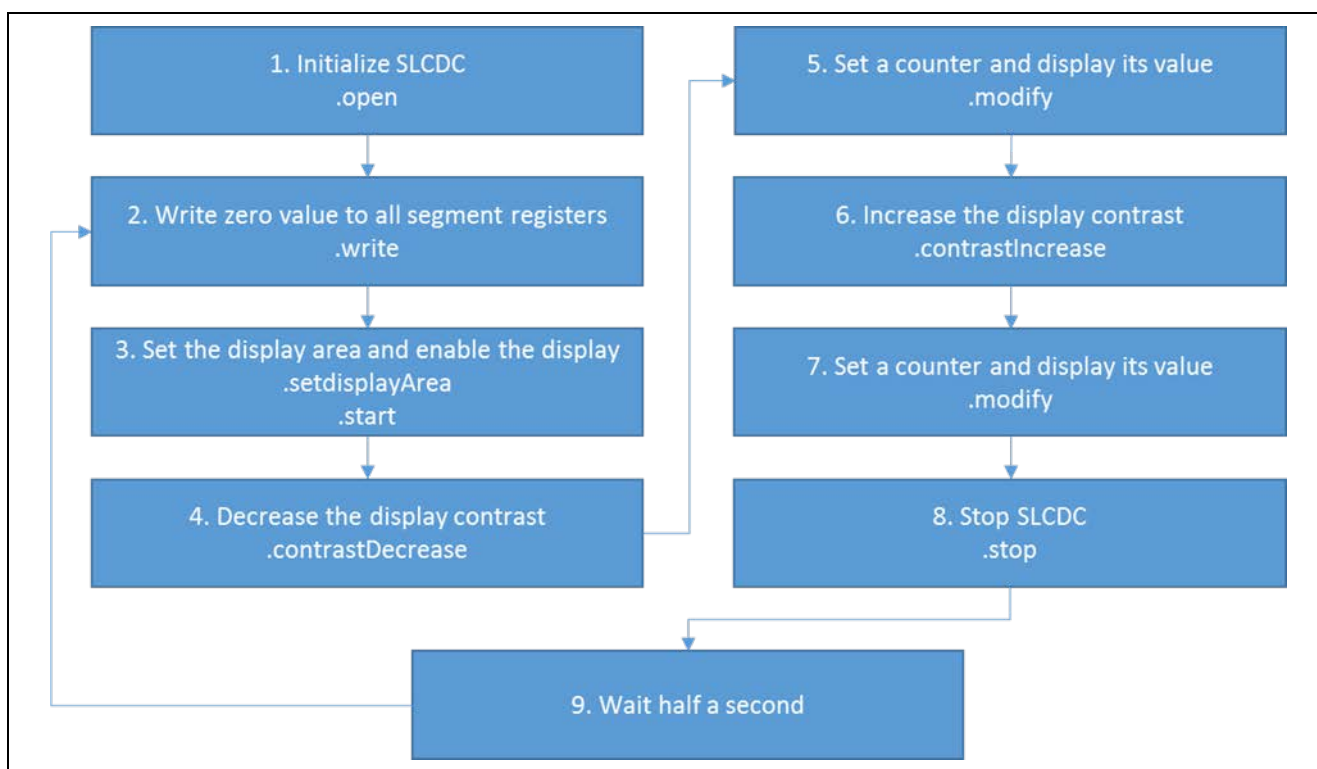 1. Initialize SLCDC
.open
2. Write zero value to all segment registers
.write
3. Set the display area and enable the display
.setdisplayArea
.start
4. Decrease the display contrast
.contrastDecrease
5. Set a counter and display its value
.modify
6. Increase the display contrast
.contrastIncrease
7. Set a counter and display its value
.modify
8. Stop SLCDC
.stop
9. Wait half a second